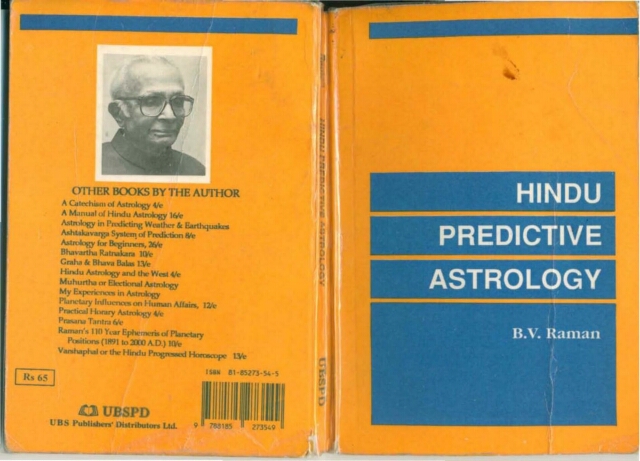 OTHER BOOKS BY THE AUTHOR
A Catechism of Astrology 4/e
A Manual of Hindu Astrology 16/e
Astrology in Predicting Weather & Earthquakes
Ashtakavarga System of Prediction 8/e
Astrology for Beginners, 26/e
Bhavartha Ratnakara 10/e
Graha & Bhava Balas 13/e
Hindu Astrology and the West 4/e
Muhurtha or Electional Astrology
My Experiences in Astrology
Planetary Influences on Human Affairs, 12/e
Practical Horary Astrology 4/e
Prasana Tantra 6/e
Raman's 110 Year Ephemeris of Planetary
Positions (1891 to 2000 A.D.) 10/e
Varshaphal or the Hindu Progressed Horoscope 13/e
Rs 65
ISBN 81-85273-54-5
UBSPD
UBS Publishers' Distributors Ltd.
9 788185 273549
HINDU PREDICTIVE ASTROLOGY
UBSPD
HINDU
PREDICTIVE
ASTROLOGY
B.V. Raman